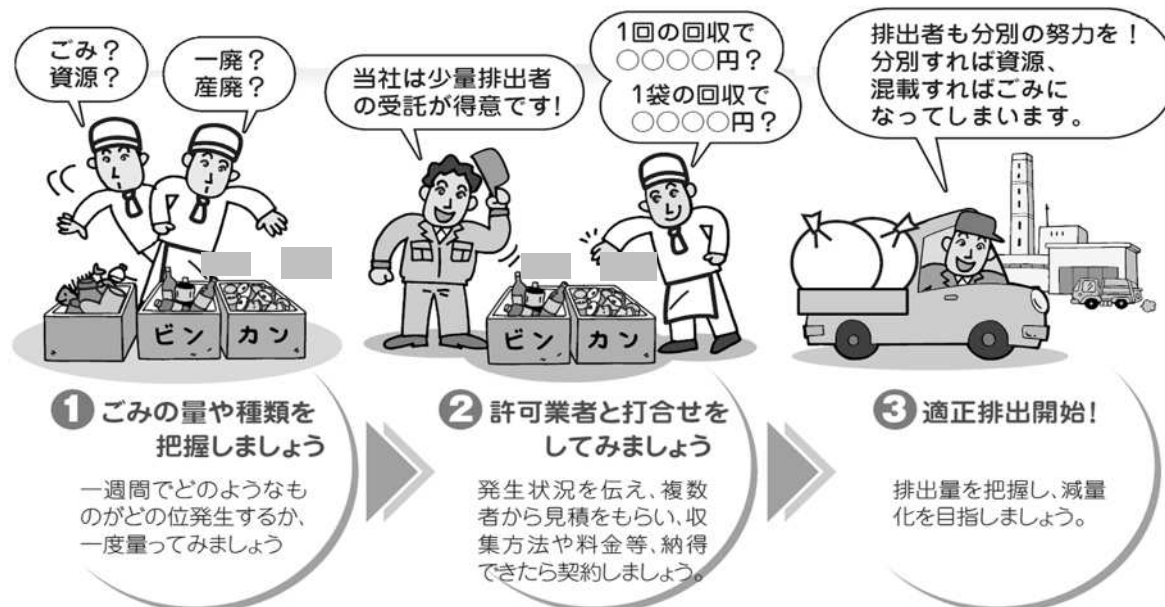 ごみ？
資源？
一廃？
産廃？
当社は少量排出者
の受託が得意です！
1回の回収で
○○○○円？
1袋の回収で
○○○○円？
排出者も分別の努力を！
分別すれば資源、
混載すればごみに
なってしまいます。
ビン
カン
ビン
カン
1 ごみの量や種類を
把握しましょう
一週間でどのようなも
のがどの位発生するか、
一度量ってみましょう
2 許可業者と打合せを
してみましょう
発生状況を伝え、複数
者から見積をもらい、収
集方法や料金等、納得
できたら契約しましょう。
3 適正排出開始！
排出量を把握し、減量
化を目指しましょう。